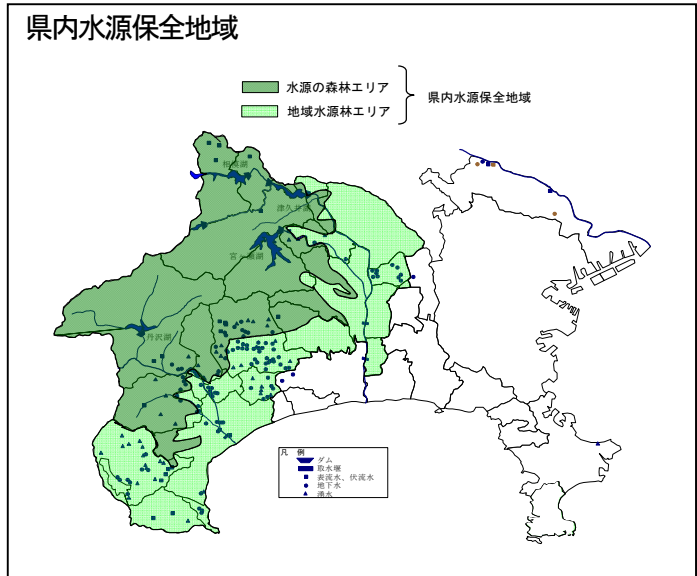 県内水源保全地域
水源の森林エリア
地域水源林エリア
県内水源保全地域
相模湖
津久井湖
宮ヶ瀬湖
丹沢湖
凡 例
ダム
取水堰
表流水、伏流水
地下水
湧水